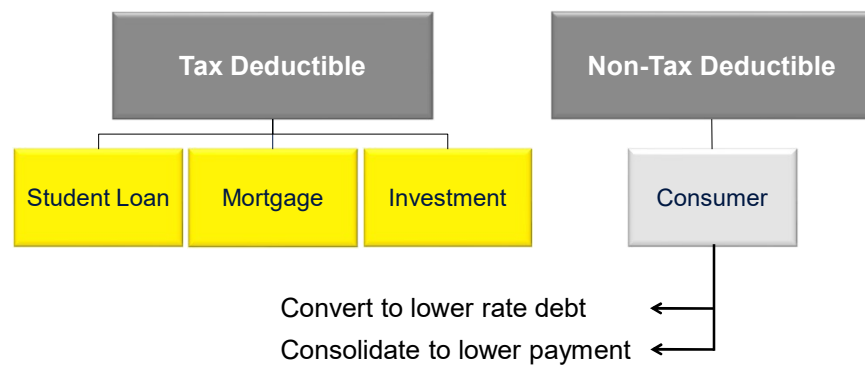 Tax Deductible
Non-Tax Deductible
Student Loan
Mortgage
Investment
Consumer
Convert to lower rate debt
Consolidate to lower payment